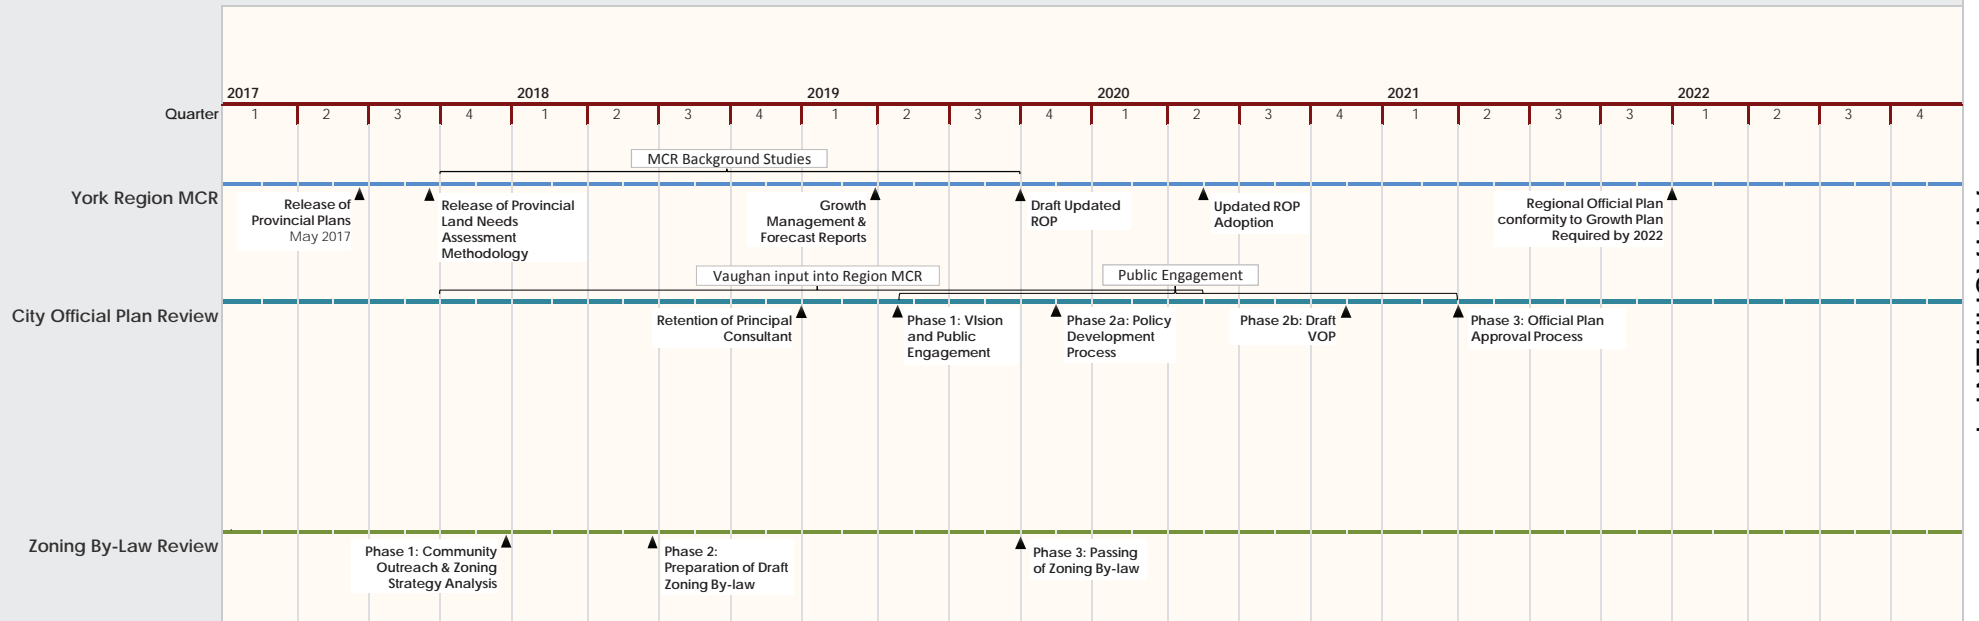 2017 2018 2019 2020 2021 2022
Quarter 1 2 3 4 1 2 3 4 1 2 3 4 1 2 3 4 1 2 3 3 1 2 3 4
MCR Background Studies
York Region MCR
Release of
Provincial Plans
May 2017
Release of Provincial
Land Needs
Assessment
Methodology
Growth
Management &
Forecast Reports
Draft Updated
ROP
Updated ROP
Adoption
Regional Official Plan
conformity to Growth Plan
Required by 2022
Vaughan input into Region MCR
Public Engagement
City Official Plan Review
Retention of Principal
Consultant
Phase 1: VIsion
and Public
Engagement
Phase 2a: Policy
Development
Process
Phase 2b: Draft
VOP
Phase 3: Official Plan
Approval Process
Zoning By-Law Review
Phase 1: Community
Outreach & Zoning
Strategy Analysis
Phase 2:
Preparation of Draft
Zoning By-law
Phase 3: Passing
of Zoning By-law